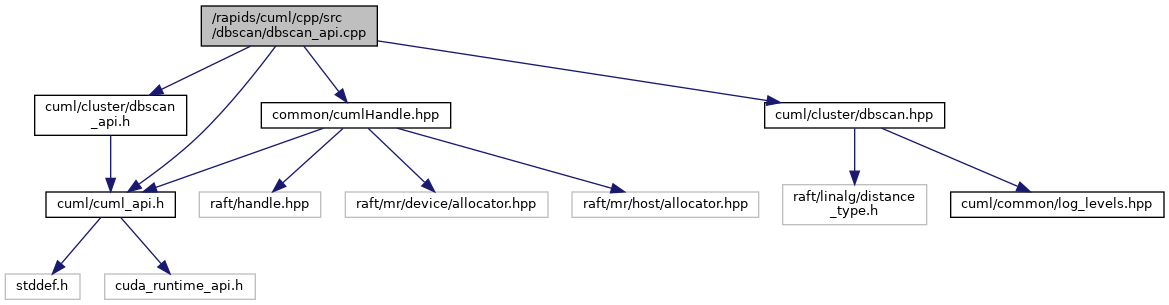 /rapids/cuml/cpp/src
/dbscan/dbscan_api.cpp
cuml/cluster/dbscan
_api.h
common/cumlHandle.hpp
cuml/cluster/dbscan.hpp
cuml/cuml_api.h
raft/handle.hpp
raft/mr/device/allocator.hpp
raft/mr/host/allocator.hpp
raft/linalg/distance
_type.h
cuml/common/log_levels.hpp
stddef.h
cuda_runtime_api.h